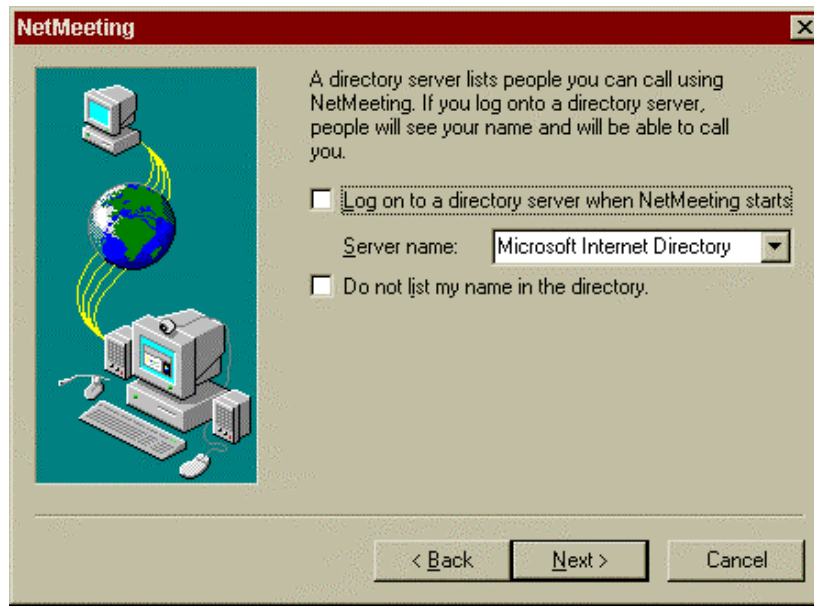 NetMeeting
A directory server lists people you can call using
NetMeeting. If you log onto a directory server,
people will see your name and will be able to call
you.
Log on to a directory server when NetMeeting starts
Server name: Microsoft Internet Directory
Do not list my name in the directory.
< Back Next > Cancel